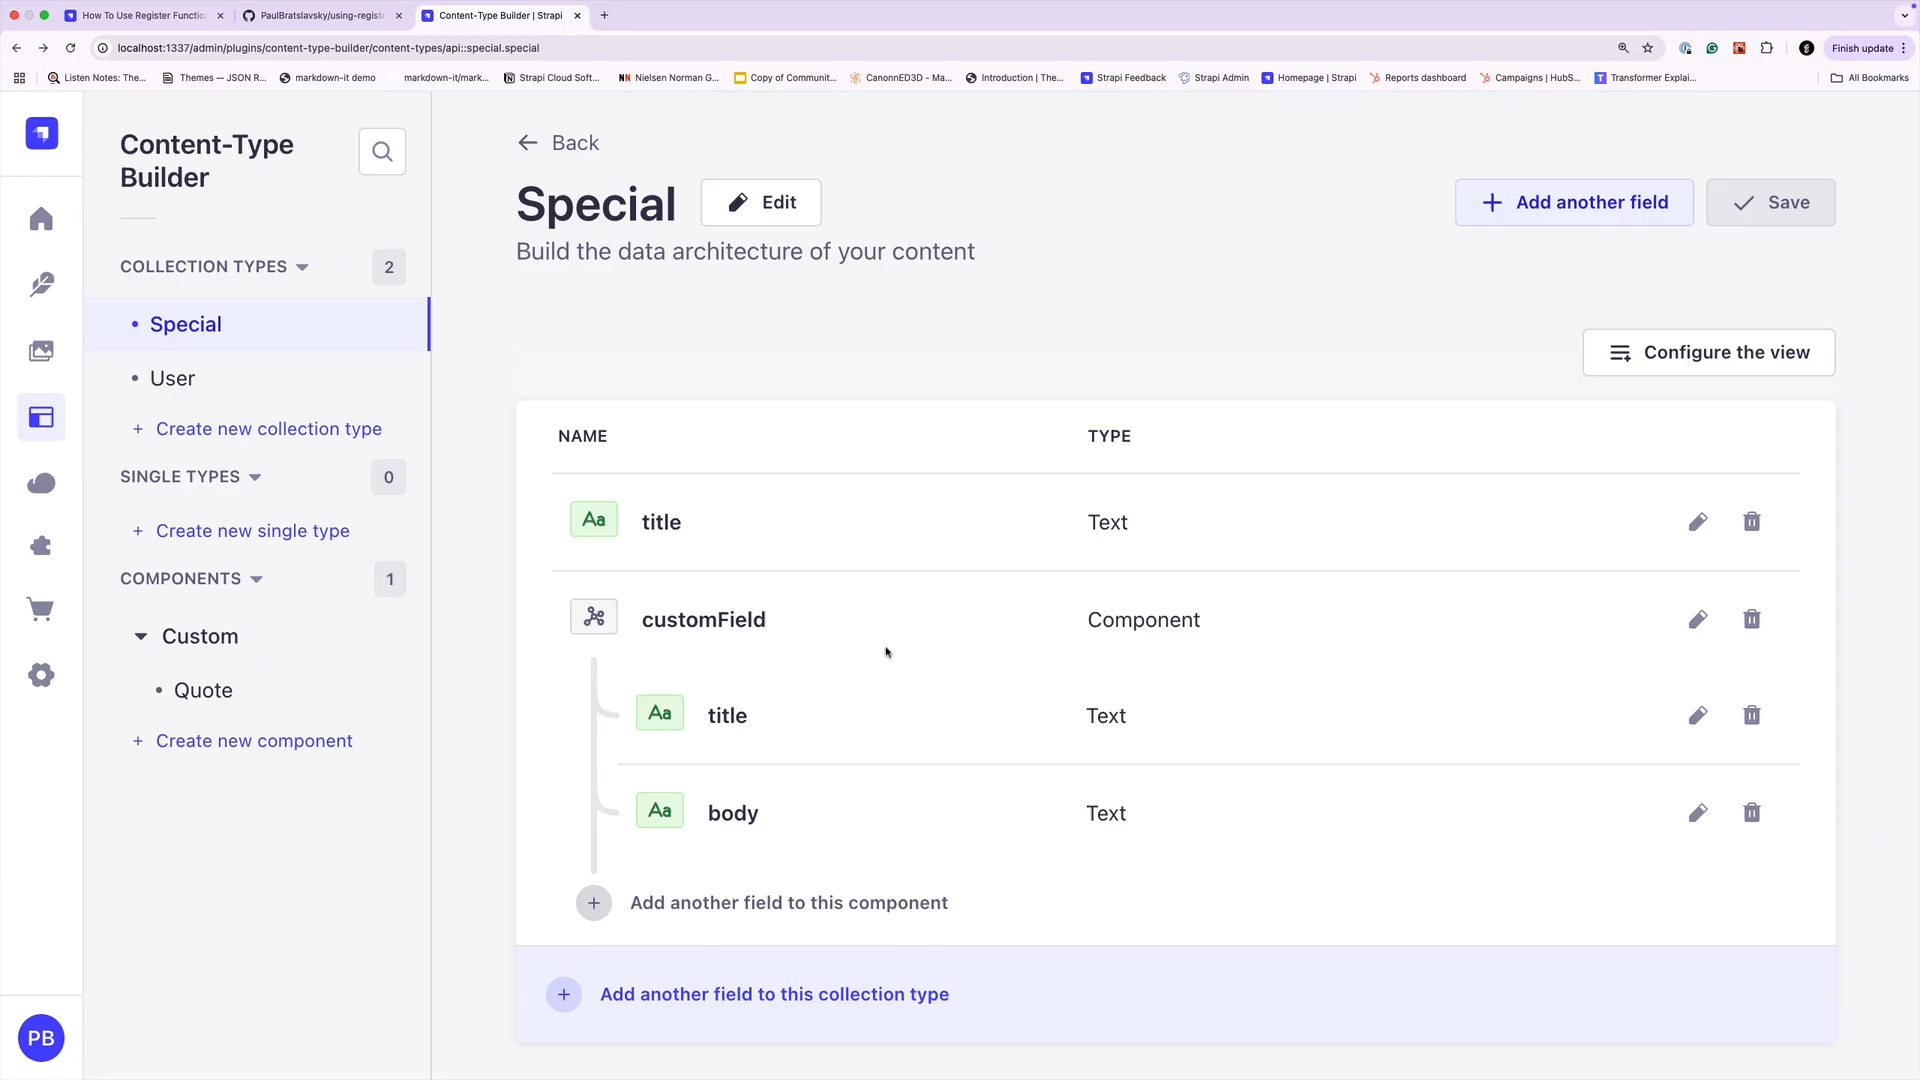 How To Use Register Functio
PaulBratslavsky/using-registe
Content-Type Builder | Strapi
localhost:1337/admin/plugins/content-type-builder/content-types/api::special.special
Finish update
Listen Notes: The...
Themes — JSON R...
markdown-it demo
markdown-it/mark...
Strapi Cloud Soft...
NN Nielsen Norman G...
Copy of Communit...
CanonnED3D - Ma...
Introduction | The...
Strapi Feedback
Strapi Admin
Homepage | Strapi
Reports dashboard
Campaigns | HubS...
T Transformer Explai...
All Bookmarks
Content-Type
Builder
COLLECTION TYPES 2
Special
User
+ Create new collection type
SINGLE TYPES 0
+ Create new single type
COMPONENTS 1
Custom
Quote
+ Create new component
PB
Back
Special Edit
Add another field
Save
Build the data architecture of your content
Configure the view
NAME TYPE
Aa title Text
customField Component
Aa title Text
Aa body Text
+ Add another field to this component
+ Add another field to this collection type